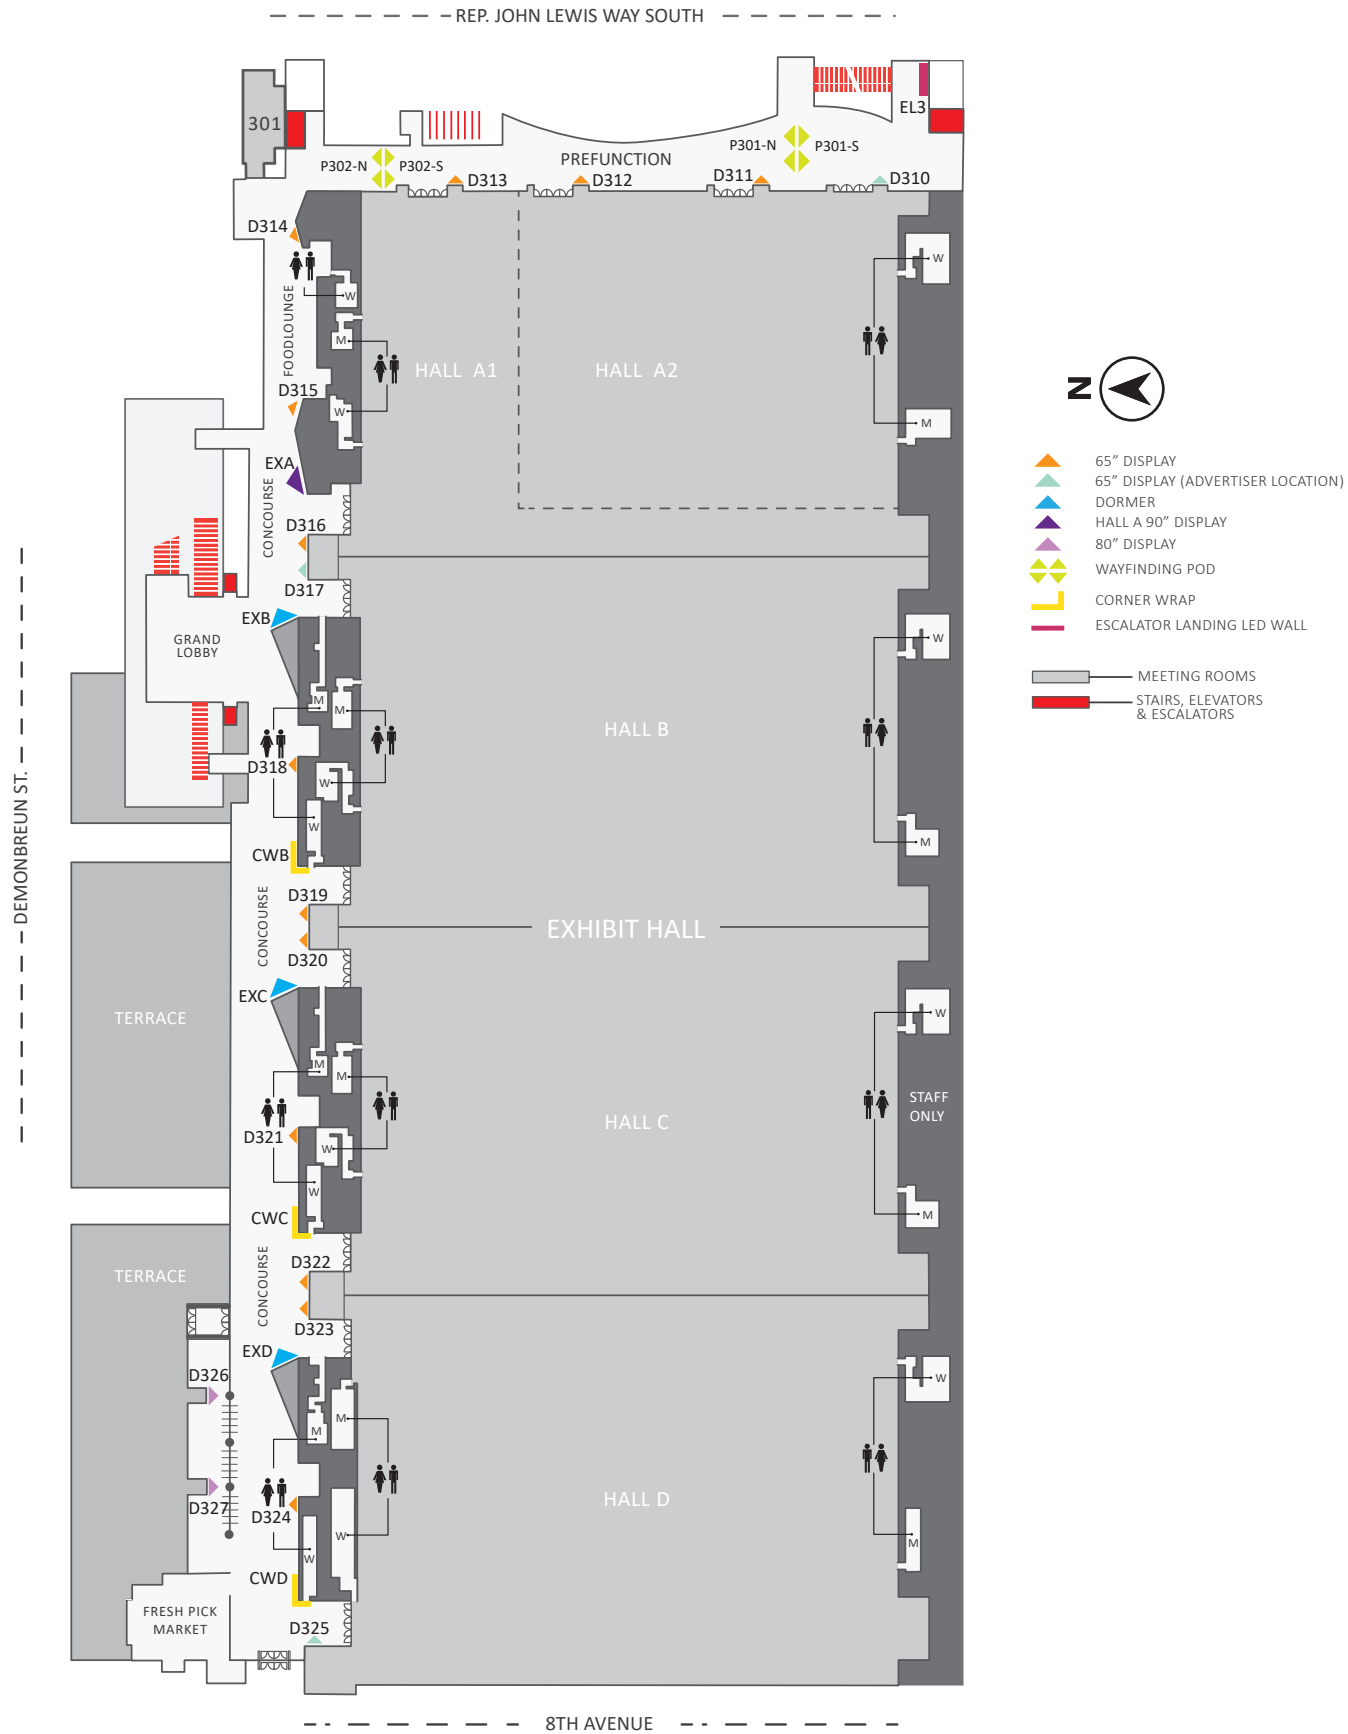 REP. JOHN LEWIS WAY SOUTH
EL3
301
P302-N
P302-S
PREFUNCTION
P301-N
P301-S
D313
D312
D311
D310
D314
W
W
FOODLOUNGE
M
HALL A1
HALL A2
D315
W
M
EXA
CONCOURSE
D316
D317
EXB
GRAND
LOBBY
W
M
M
HALL B
D318
W
W
M
CWB
D319
CONCOURSE
EXHIBIT HALL
D320
EXC
TERRACE
W
M
M
STAFF
ONLY
HALL C
D321
W
W
M
CWC
D322
CONCOURSE
TERRACE
D323
EXD
D326
W
M
M
HALL D
D327
D324
W
W
M
CWD
FRESH PICK
MARKET
D325
8TH AVENUE
DEMONBREUN ST.
N
65” DISPLAY
65” DISPLAY (ADVERTISER LOCATION)
DORMER
HALL A 90” DISPLAY
80” DISPLAY
WAYFINDING POD
CORNER WRAP
ESCALATOR LANDING LED WALL
MEETING ROOMS
STAIRS, ELEVATORS
& ESCALATORS